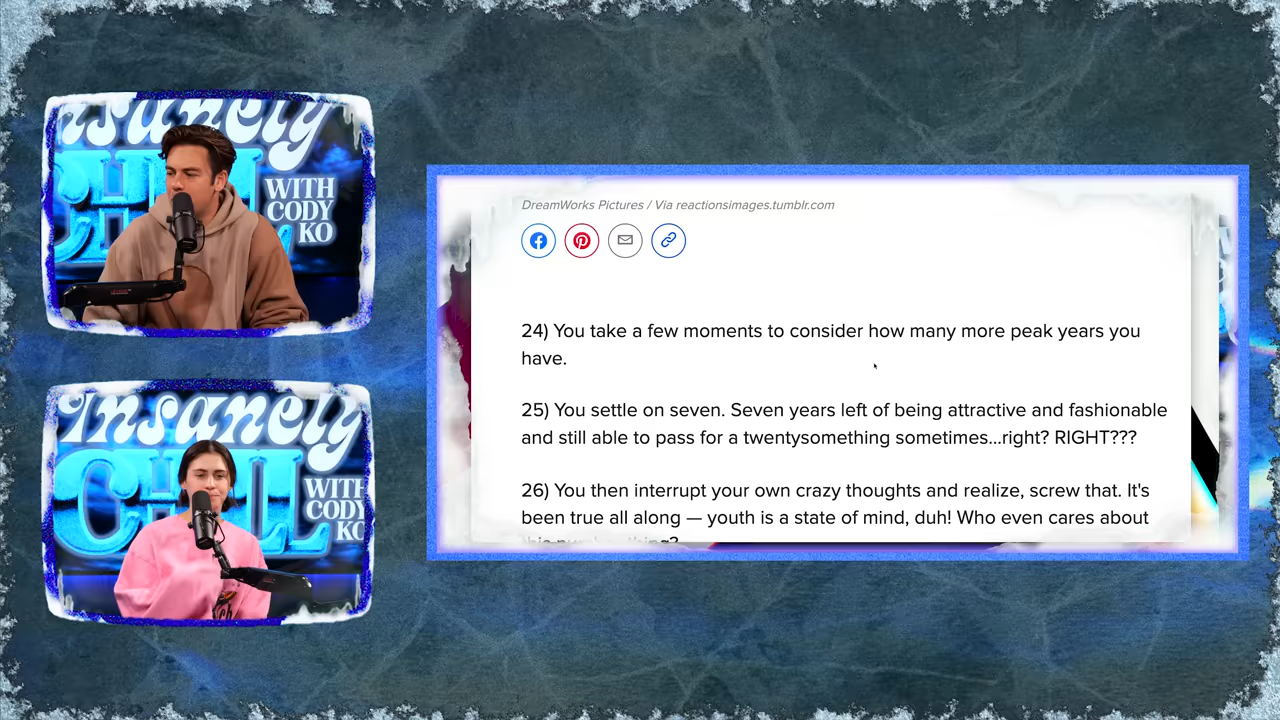 Insanely
CHILL
WITH
CODY
KO
Insanely
CHILL
WITH
CODY
KO
DreamWorks Pictures / Via reactionsimages.tumblr.com
24) You take a few moments to consider how many more peak years you
have.
25) You settle on seven. Seven years left of being attractive and fashionable
and still able to pass for a twentysomething sometimes...right? RIGHT???
26) You then interrupt your own crazy thoughts and realize, screw that. It's
been true all along — youth is a state of mind, duh! Who even cares about